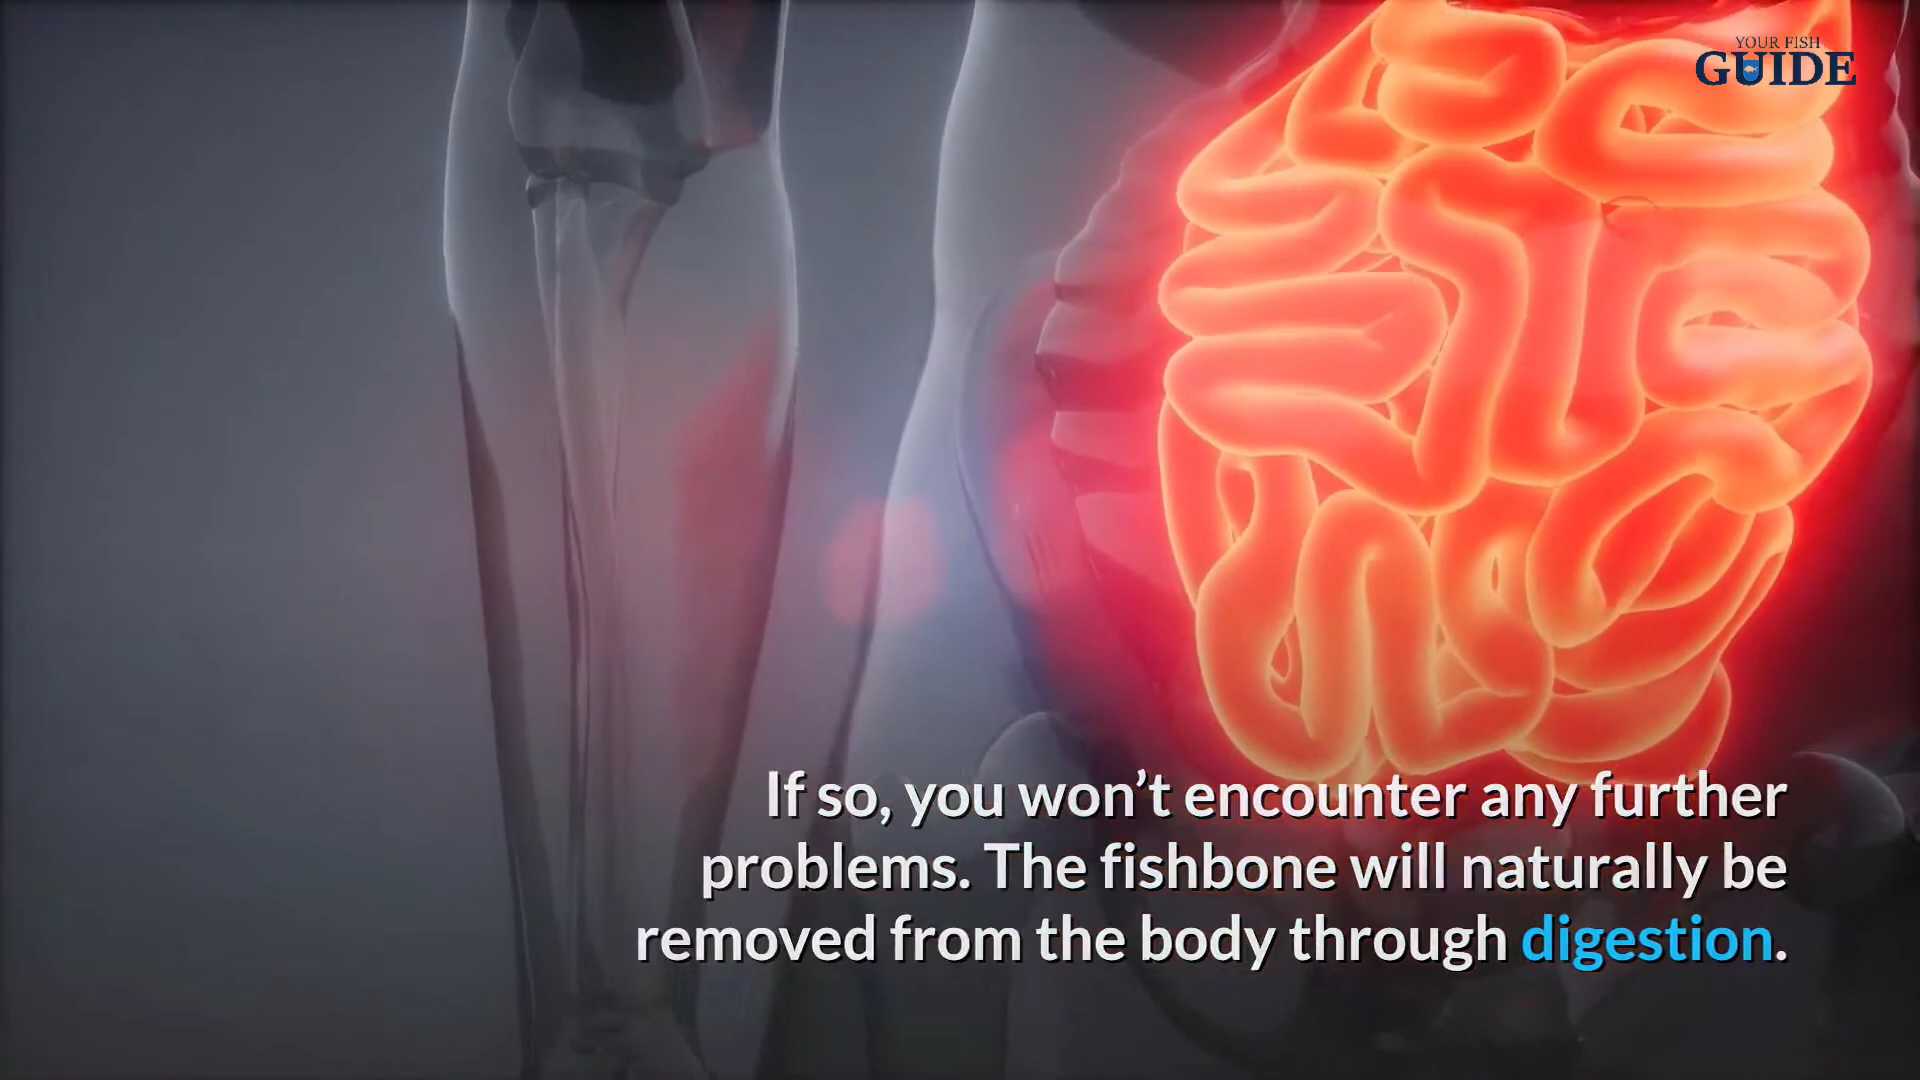 YOUR FISH
GUIDE
If so, you won’t encounter any further
problems. The fishbone will naturally be
removed from the body through digestion.